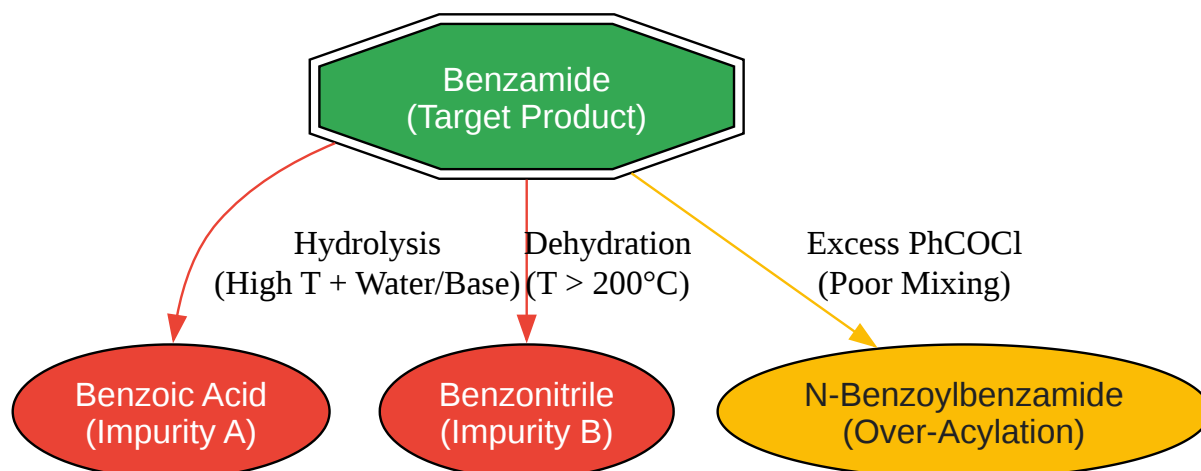 Benzamide
(Target Product)
Hydrolysis
(High T + Water/Base)
Dehydration
(T > 200°C)
Excess PhCOCl
(Poor Mixing)
Benzoic Acid
(Impurity A)
Benzonitrile
(Impurity B)
N-Benzoylbenzamide
(Over-Acylation)